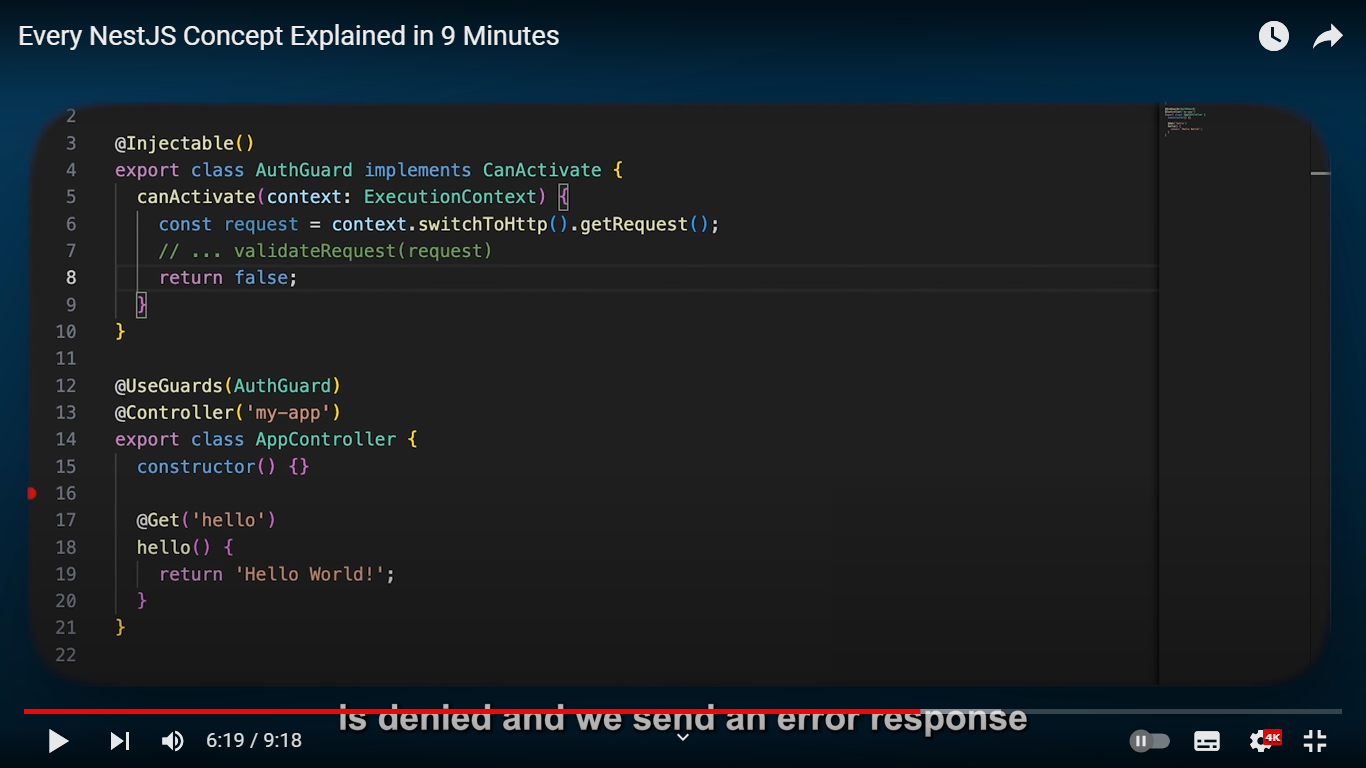 Every NestJS Concept Explained in 9 Minutes
2
3 @Injectable()
4 export class AuthGuard implements CanActivate {
5 canActivate(context: ExecutionContext) {
6 const request = context.switchToHttp().getRequest();
7 // ... validateRequest(request)
8 return false;
9 }
10 }
11
12 @UseGuards(AuthGuard)
13 @Controller('my-app')
14 export class AppController {
15 constructor() {}
16
17 @Get('hello')
18 hello() {
19 return 'Hello World!';
20 }
21 }
22
is denied and we send an error response
6:19 / 9:18
4K